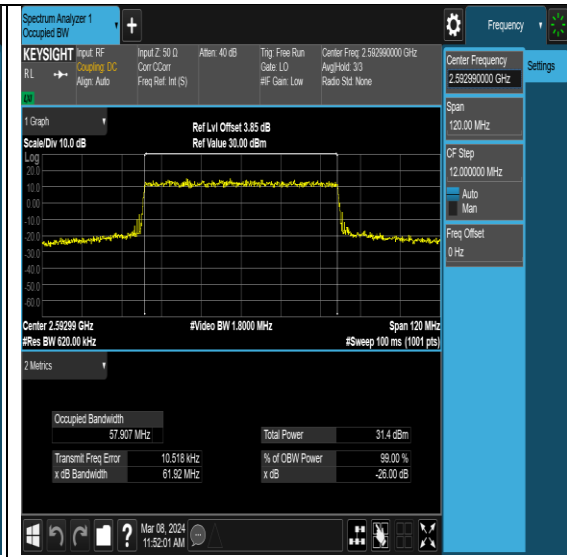 Spectrum Analyzer 1
Occupied BW
Frequency
KEYSIGHT Input: RF Input Z: 50 Ω Atten: 40 dB Trig: Free Run Center Freq: 2.592990000 GHz
RL Coupling: DC Corr CCorr Gate: LO Avg|Hold: 3/3
Align: Auto Freq Ref: Int (S) #IF Gain: Low Radio Std: None
Center Frequency
2.592990000 GHz
Settings
Span
120.00 MHz
CF Step
12.000000 MHz
Auto
Man
Freq Offset
0 Hz
1 Graph
Ref Lvl Offset 3.85 dB
Scale/Div 10.0 dB Ref Value 30.00 dBm
Log
20.0
10.0
0.00
-10.0
-20.0
-30.0
-40.0
-50.0
-60.0
Center 2.59299 GHz #Video BW 1.8000 MHz Span 120 MHz
#Res BW 620.00 kHz #Sweep 100 ms (1001 pts)
2 Metrics
Occupied Bandwidth
57.907 MHz Total Power 31.4 dBm
Transmit Freq Error 10.518 kHz % of OBW Power 99.00 %
x dB Bandwidth 61.92 MHz x dB -26.00 dB
Mar 08, 2024
11:52:01 AM